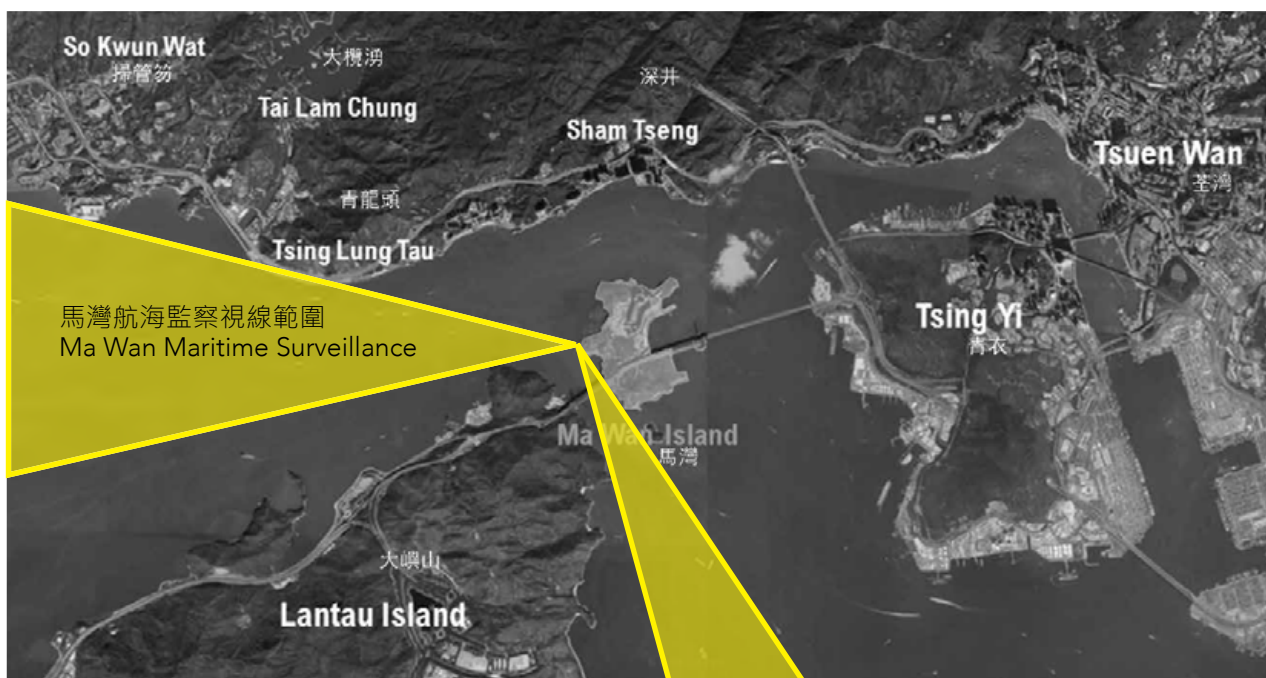 So Kwun Wat
掃管笏
大欖湧
Tai Lam Chung
深井
Sham Tseng
Tsuen Wan
荃灣
青龍頭
Tsing Lung Tau
馬灣航海監察視線範圍
Ma Wan Maritime Surveillance
Tsing Yi
青衣
Ma Wan Island
馬灣
大嶼山
Lantau Island